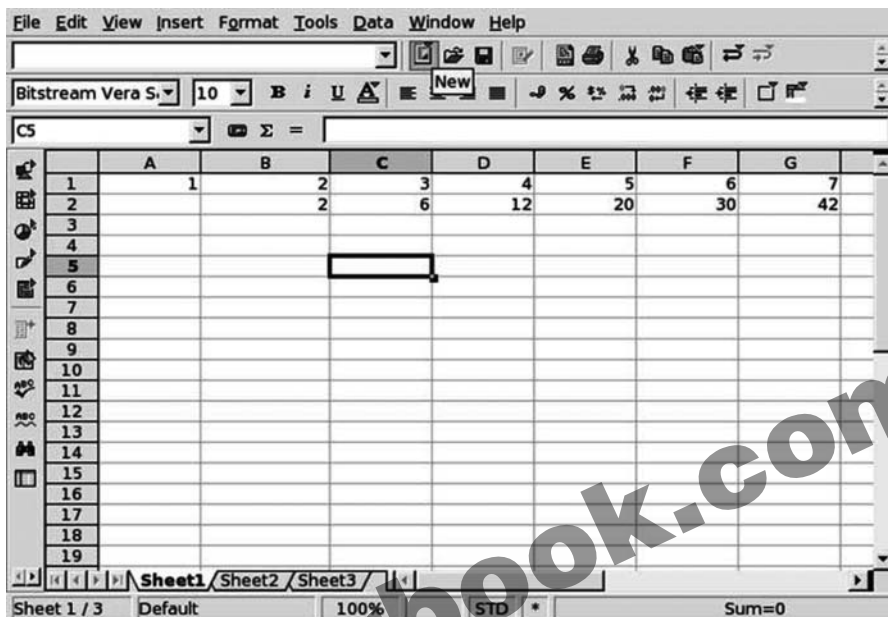 File Edit View Insert Format Tools Data Window Help
New
Bitstream Vera S 10 B i U A
C5 Σ =
A B C D E F G
1 1 2 3 4 5 6 7
2 2 6 12 20 30 42
3
4
5
6
7
8
9
10
11
12
13
14
15
16
17
18
19
Sheet1 Sheet2 Sheet3
Sheet 1 / 3 Default 100% STD * Sum=0
book.com